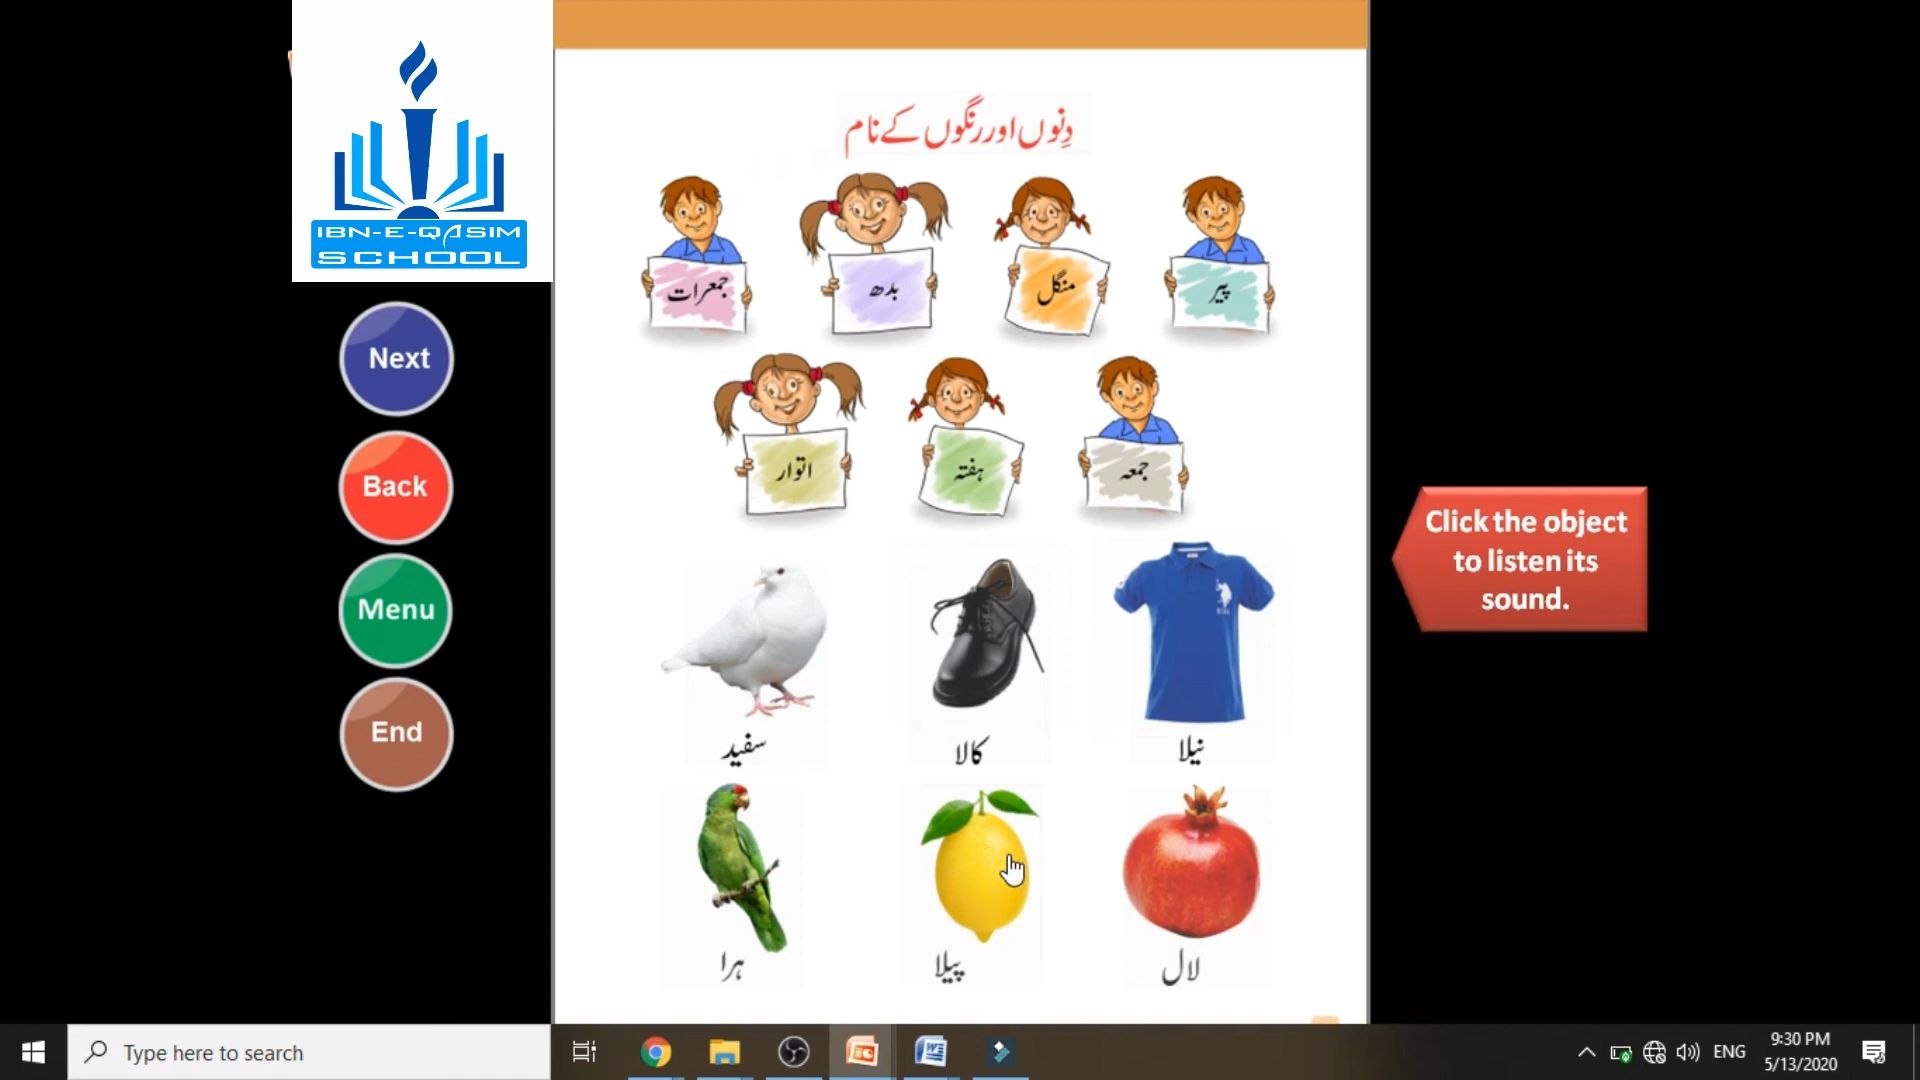 IBN-E-QASIM
SCHOOL
Next
Back
Menu
End
دِنوں اور رنگوں کے نام
پیر
منگل
بدھ
جمعرات
جمعہ
ہفتہ
اتوار
نیلا
کالا
سفید
لال
پیلا
ہرا
Click the object
to listen its
sound.
Type here to search
ENG
9:30 PM
5/13/2020